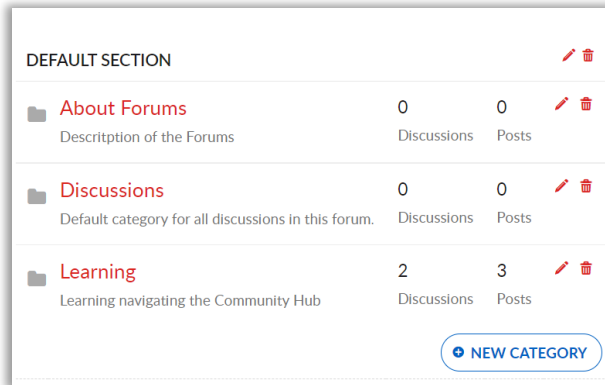 DEFAULT SECTION
About Forums 0 0
Descritption of the Forums Discussions Posts
Discussions 0 0
Default category for all discussions in this forum. Discussions Posts
Learning 2 3
Learning navigating the Community Hub Discussions Posts
NEW CATEGORY